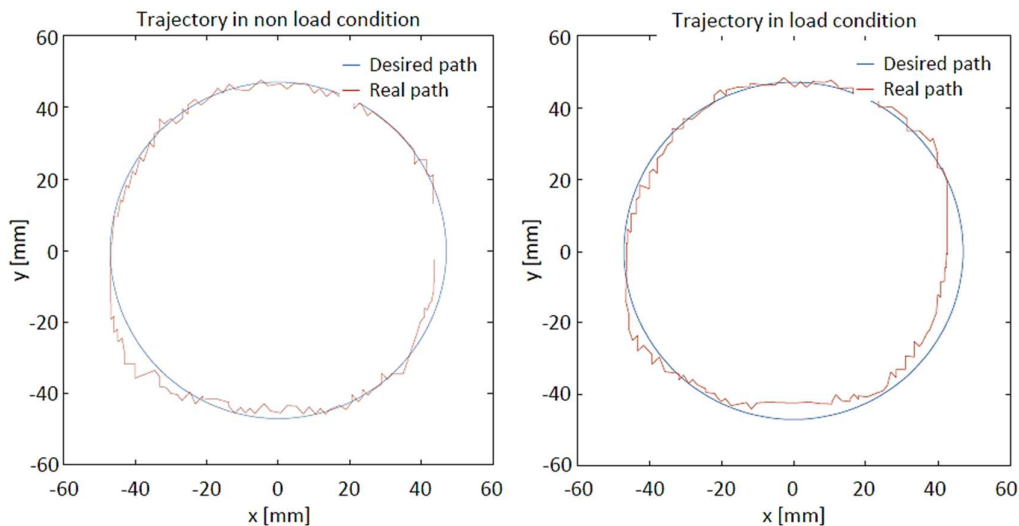 Trajectory in non load condition
60
40
20
0
-20
-40
-60
y [mm]
-60 -40 -20 0 20 40 60
x [mm]
Desired path
Real path
Trajectory in load condition
60
40
20
0
-20
-40
-60
y [mm]
-60 -40 -20 0 20 40 60
x [mm]
Desired path
Real path